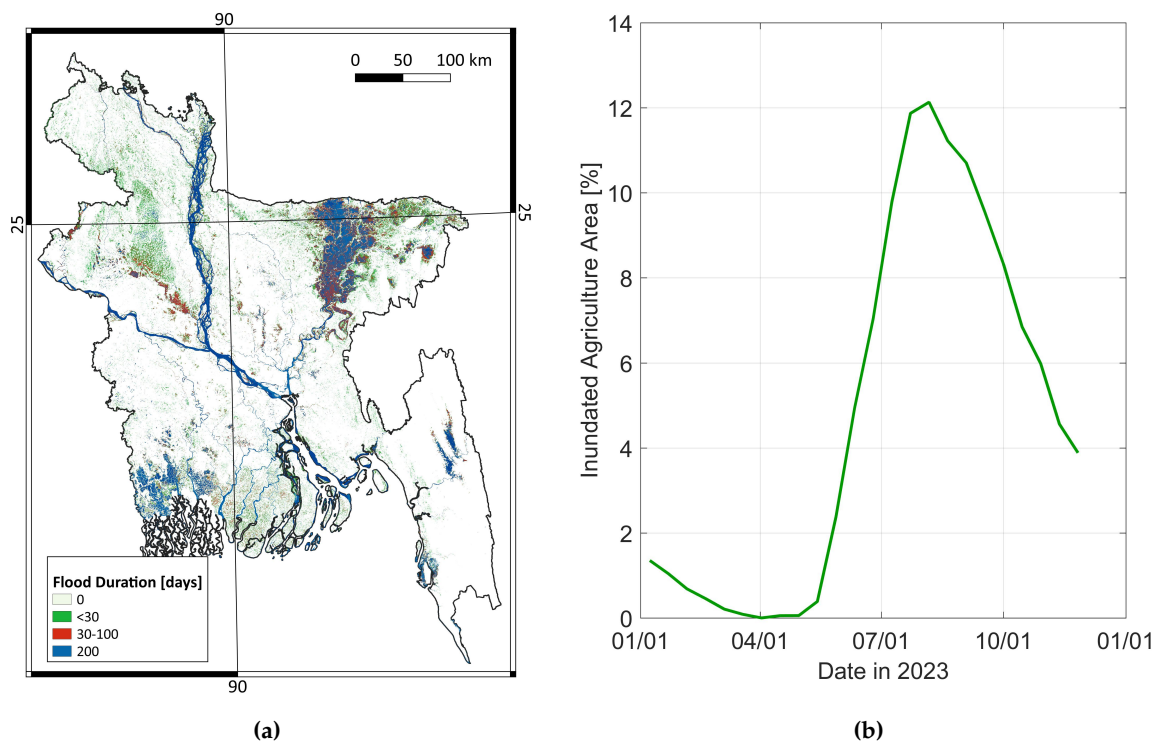 90
0 50 100 km
25
25
Flood Duration [days]
0
<30
30-100
200
90
(a)
14
12
10
8
6
4
2
0
Inundated Agriculture Area [%]
01/01 04/01 07/01 10/01 01/01
Date in 2023
(b)